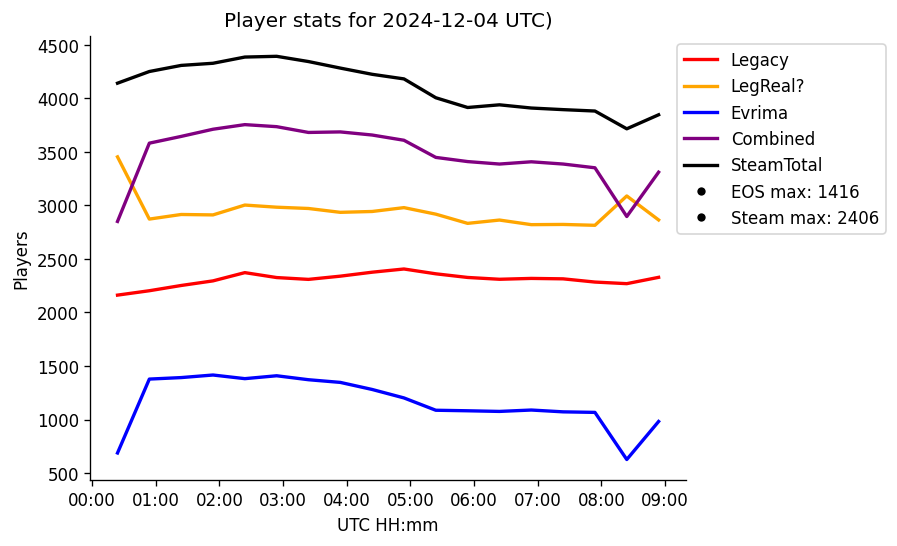 Player stats for 2024-12-04 UTC)
4500
4000
3500
3000
2500
2000
1500
1000
500
Players
00:00 01:00 02:00 03:00 04:00 05:00 06:00 07:00 08:00 09:00
UTC HH:mm
Legacy
LegReal?
Evrima
Combined
SteamTotal
EOS max: 1416
Steam max: 2406